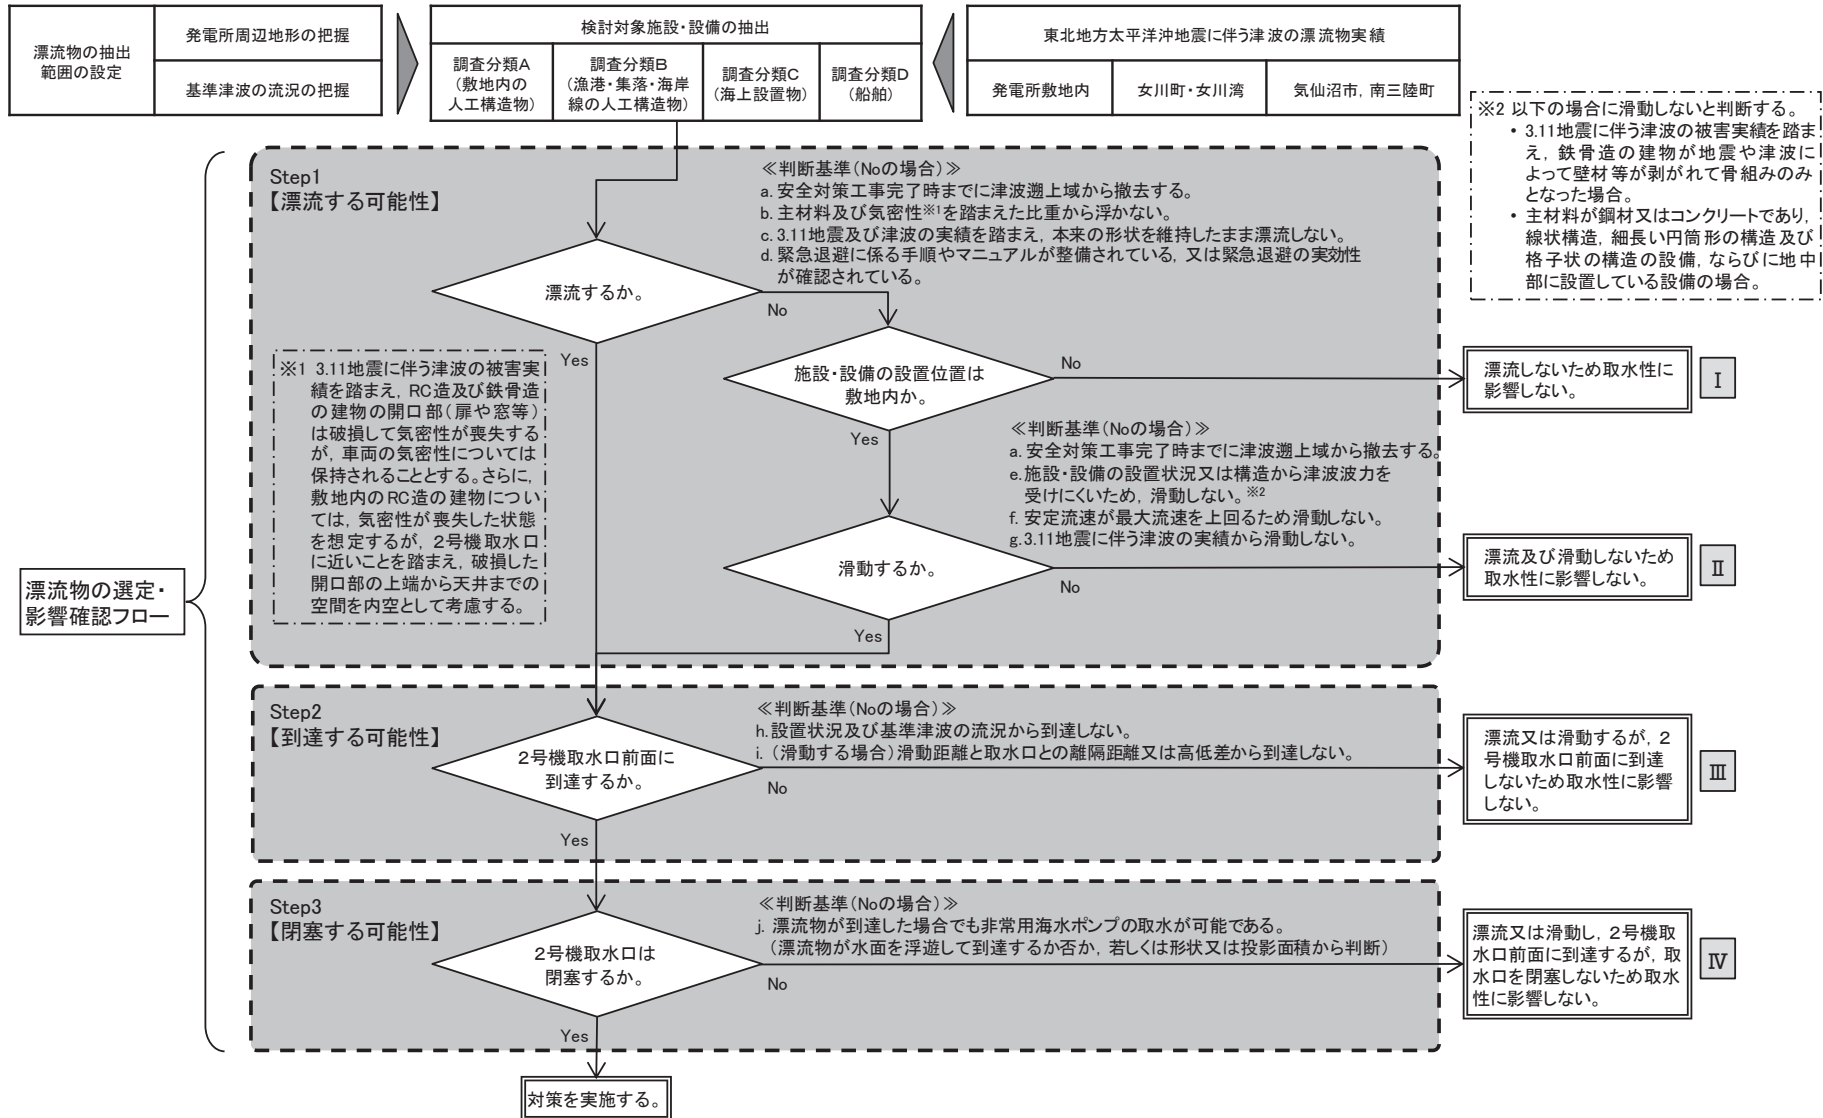 漂流物の抽出
範囲の設定
発電所周辺地形の把握
基準津波の流況の把握
検討対象施設・設備の抽出
調査分類A
(敷地内の
人工構造物)
調査分類B
(漁港・集落・海岸
線の人工構造物)
調査分類C
(海上設置物)
調査分類D
(船舶)
東北地方太平洋沖地震に伴う津波の漂流物実績
発電所敷地内
女川町・女川湾
気仙沼市, 南三陸町
※2 以下の場合に滑動しないと判断する。
• 3.11地震に伴う津波の被害実績を踏ま
え, 鉄骨造の建物が地震や津波に
よって壁材等が剥がれて骨組みのみ
となった場合。
• 主材料が鋼材又はコンクリートであり,
線状構造, 細長い円筒形の構造及び
格子状の構造の設備, ならびに地中
部に設置している設備の場合。
漂流物の選定・
影響確認フロー
Step1
【漂流する可能性】
≪判断基準(Noの場合)≫
a. 安全対策工事完了時までに津波遡上域から撤去する。
b. 主材料及び気密性※1を踏まえた比重から浮かない。
c. 3.11地震及び津波の実績を踏まえ, 本来の形状を維持したまま漂流しない。
d. 緊急退避に係る手順やマニュアルが整備されている, 又は緊急退避の実効性
が確認されている。
漂流するか。
No
Yes
※1 3.11地震に伴う津波の被害実
績を踏まえ, RC造及び鉄骨造
の建物の開口部(扉や窓等)
は破損して気密性が喪失する
が, 車両の気密性については
保持されることとする。さらに,
敷地内のRC造の建物につい
ては, 気密性が喪失した状態
を想定するが, 2号機取水口
に近いことを踏まえ, 破損した
開口部の上端から天井までの
空間を内空として考慮する。
施設・設備の設置位置は
敷地内か。
No
Yes
漂流しないため取水性に
影響しない。
Ⅰ
≪判断基準(Noの場合)≫
a. 安全対策工事完了時までに津波遡上域から撤去する。
e. 施設・設備の設置状況又は構造から津波波力を
受けにくいため, 滑動しない。※2
f. 安定流速が最大流速を上回るため滑動しない。
g. 3.11地震に伴う津波の実績から滑動しない。
滑動するか。
No
Yes
漂流及び滑動しないため
取水性に影響しない。
Ⅱ
Step2
【到達する可能性】
≪判断基準(Noの場合)≫
h. 設置状況及び基準津波の流況から到達しない。
i. (滑動する場合)滑動距離と取水口との離隔距離又は高低差から到達しない。
2号機取水口前面に
到達するか。
No
Yes
漂流又は滑動するが, 2
号機取水口前面に到達
しないため取水性に影響
しない。
Ⅲ
Step3
【閉塞する可能性】
≪判断基準(Noの場合)≫
j. 漂流物が到達した場合でも非常用海水ポンプの取水が可能である。
(漂流物が水面を浮遊して到達するか否か, 若しくは形状又は投影面積から判断)
2号機取水口は
閉塞するか。
No
Yes
漂流又は滑動し, 2号機取
水口前面に到達するが, 取
水口を閉塞しないため取水
性に影響しない。
Ⅳ
対策を実施する。